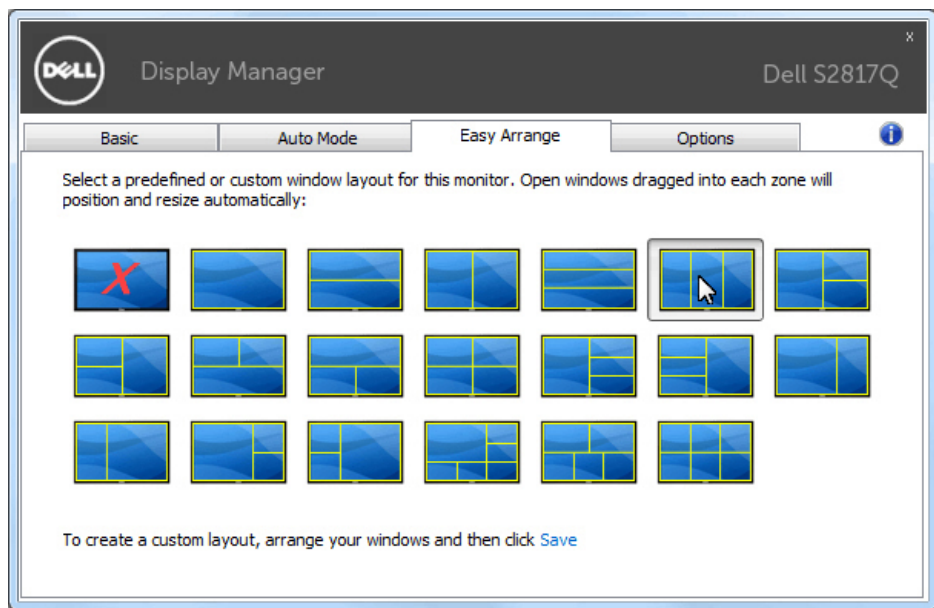 x
DELL Display Manager Dell S2817Q
Basic Auto Mode Easy Arrange Options
Select a predefined or custom window layout for this monitor. Open windows dragged into each zone will
position and resize automatically:
To create a custom layout, arrange your windows and then click Save